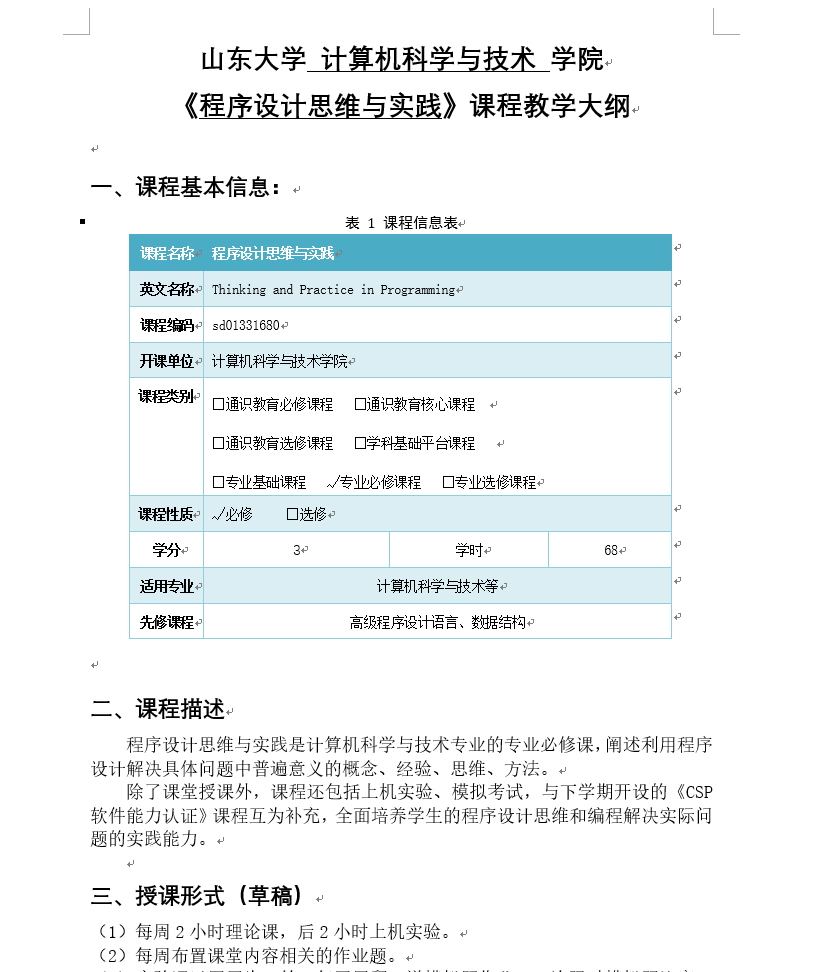 山东大学 计算机科学与技术 学院
《程序设计思维与实践》课程教学大纲
一、课程基本信息：
表 1 课程信息表
课程名称 程序设计思维与实践
英文名称 Thinking and Practice in Programming
课程编码 sd01331680
开课单位 计算机科学与技术学院
课程类别 □通识教育必修课程 □通识教育核心课程
□通识教育选修课程 □学科基础平台课程
□专业基础课程 √专业必修课程 □专业选修课程
课程性质 √必修 □选修
学分 3 学时 68
适用专业 计算机科学与技术等
先修课程 高级程序设计语言、数据结构
二、课程描述
程序设计思维与实践是计算机科学与技术专业的专业必修课,阐述利用程序
设计解决具体问题中普遍意义的概念、经验、思维、方法。
除了课堂授课外，课程还包括上机实验、模拟考试，与下学期开设的《CSP
软件能力认证》课程互为补充，全面培养学生的程序设计思维和编程解决实际问
题的实践能力。
三、授课形式（草稿）
（1）每周 2 小时理论课，后 2 小时上机实验。
（2）每周布置课堂内容相关的作业题。